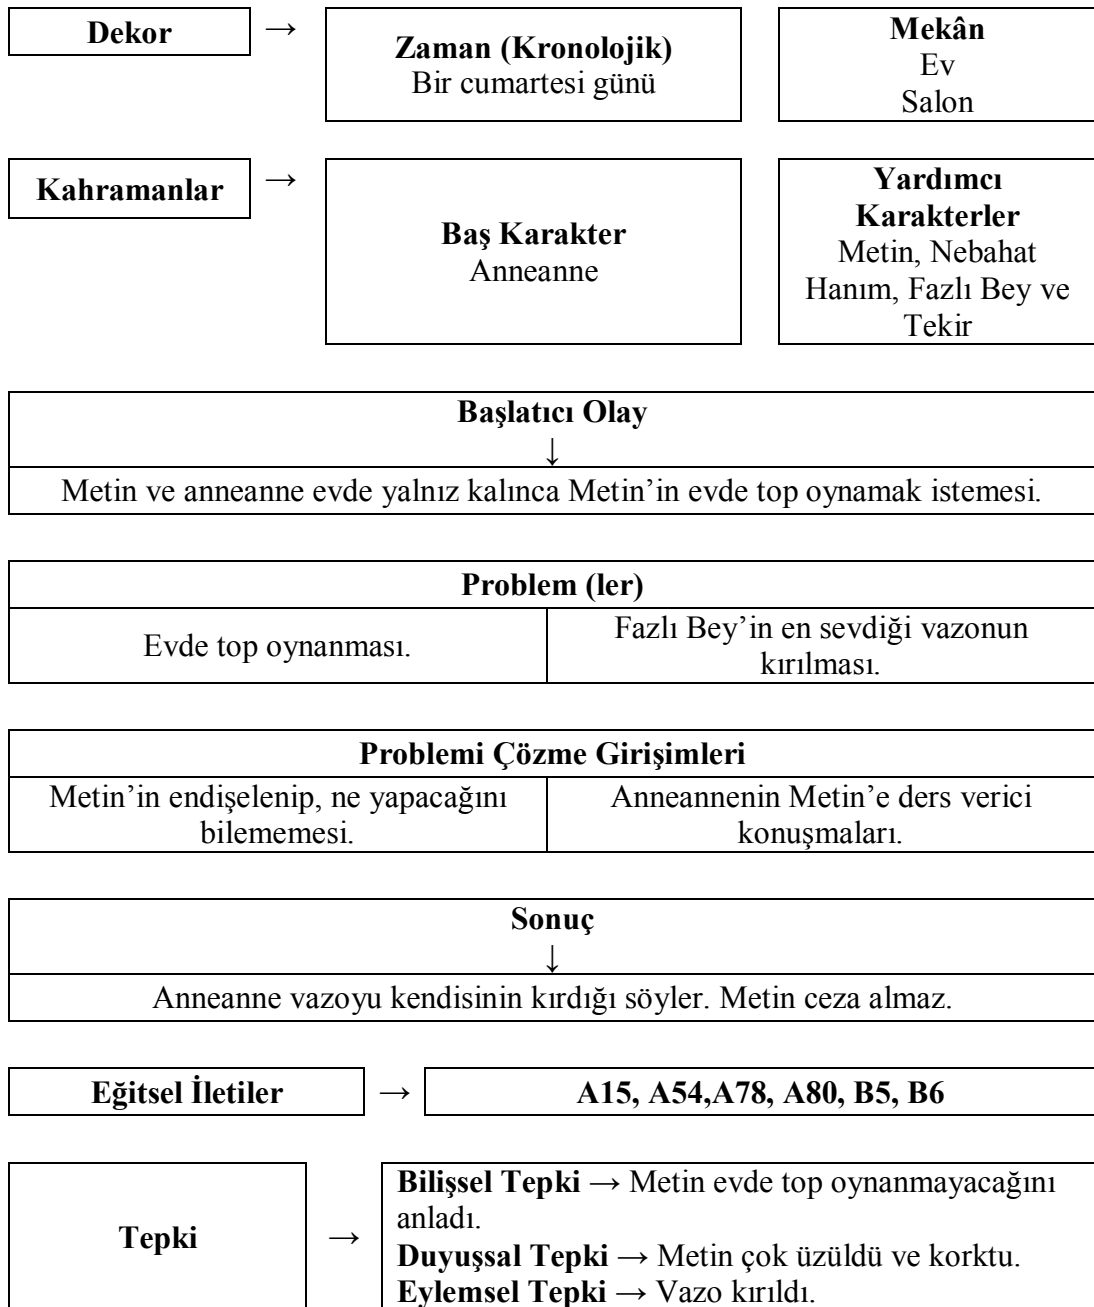 Dekor
→
Zaman (Kronolojik)
Bir cumartesi günü
Mekân
Ev
Salon
Kahramanlar
→
Baş Karakter
Anneanne
Yardımcı
Karakterler
Metin, Nebahat
Hanım, Fazlı Bey ve
Tekir
Başlatıcı Olay
↓
Metin ve anneanne evde yalnız kalınca Metin’in evde top oynamak istemesi.
Problem (ler)
Evde top oynanması.
Fazlı Bey’in en sevdiği vazonun
kırılması.
Problemi Çözme Girişimleri
Metin’in endişelenip, ne yapacağını
bilememesi.
Anneannenin Metin’e ders verici
konuşmaları.
Sonuç
↓
Anneanne vazoyu kendisinin kırdığı söyler. Metin ceza almaz.
Eğitsel İletiler
→
A15, A54,A78, A80, B5, B6
Tepki
→
Bilişsel Tepki → Metin evde top oynanmayacağını
anladı.
Duyuşsal Tepki → Metin çok üzüldü ve korktu.
Eylemsel Tepki → Vazo kırıldı.